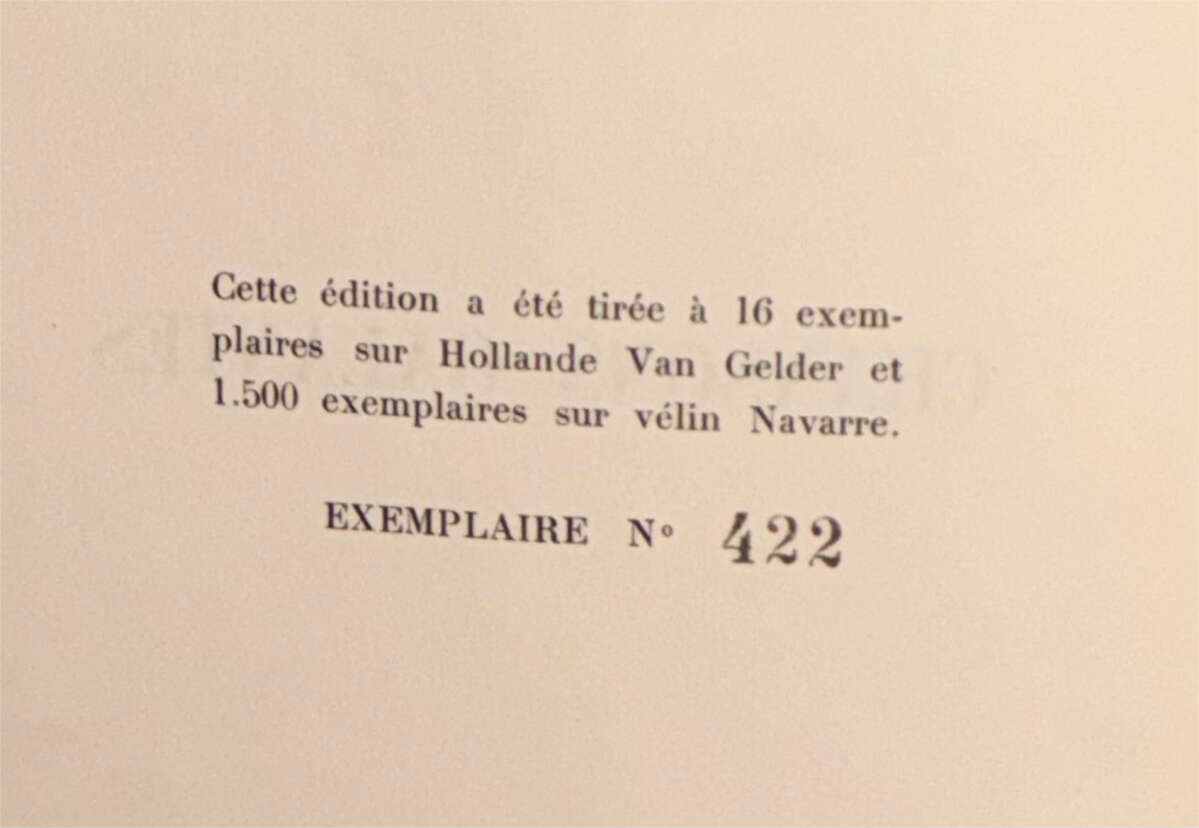 Cette édition a été tirée à 16 exem-
plaires sur Hollande Van Gelder et
1.500 exemplaires sur vélin Navarre.
EXEMPLAIRE Nº 422